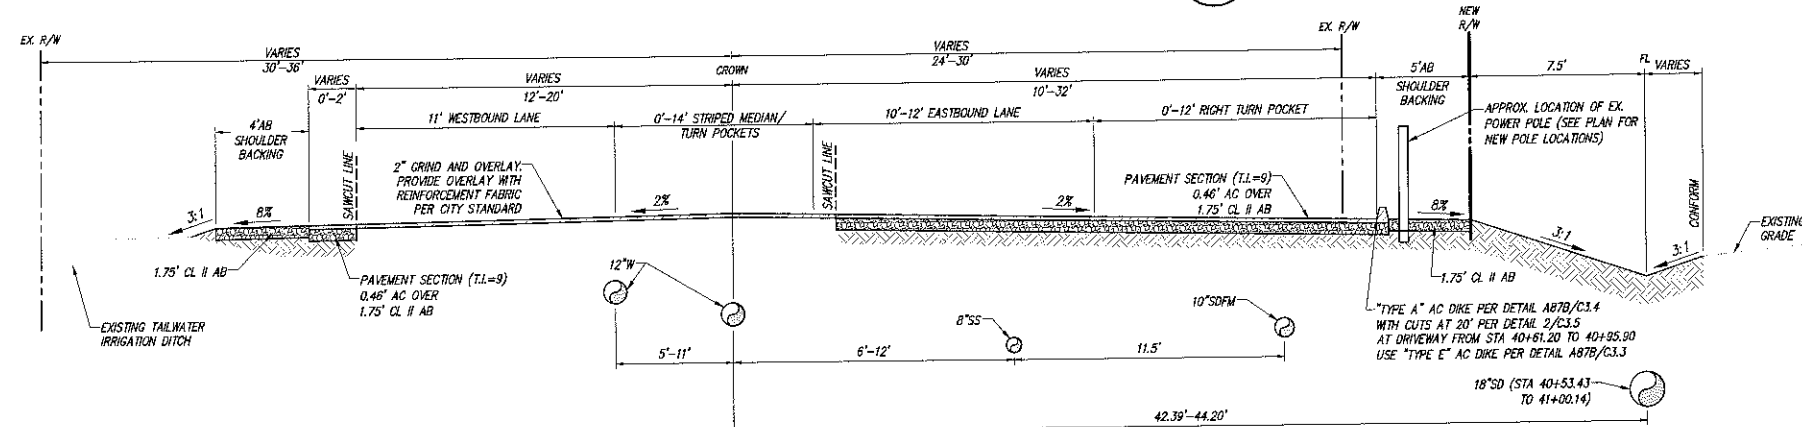 NEW
R/W
EX. R/W
EX. R/W
VARIES
30'-36'
VARIES
24'-30'
CROWN
VARIES
0'-2'
VARIES
12'-20'
VARIES
10'-32'
5'AB
SHOULDER
BACKING
7.5'
FL
VARIES
4'AB
SHOULDER
BACKING
SAWCUT LINE
11' WESTBOUND LANE
0'-14' STRIPED MEDIAN/
TURN POCKETS
10'-12' EASTBOUND LANE
0'-12' RIGHT TURN POCKET
APPROX. LOCATION OF EX.
POWER POLE (SEE PLAN FOR
NEW POLE LOCATIONS)
2" GRIND AND OVERLAY.
PROVIDE OVERLAY WITH
REINFORCEMENT FABRIC
PER CITY STANDARD
SAWCUT LINE
PAVEMENT SECTION (T.I.=9)
0.46' AC OVER
1.75' CL II AB
CONFORM
3:1
8%
2%
2%
8%
3:1
3:1
EXISTING
GRADE
1.75' CL II AB
PAVEMENT SECTION (T.I.=9)
0.46' AC OVER
1.75' CL II AB
1.75' CL II AB
EXISTING TAILWATER
IRRIGATION DITCH
12"W
8"SS
10"SDFM
5'-11'
6'-12'
11.5'
"TYPE A" AC DIKE PER DETAIL A87B/C3.4
WITH CUTS AT 20' PER DETAIL 2/C3.5
AT DRIVEWAY FROM STA 40+61.20 TO 40+95.90
USE "TYPE E" AC DIKE PER DETAIL A87B/C3.3
18"SD (STA 40+53.43
TO 41+00.14)
42.39'-44.20'